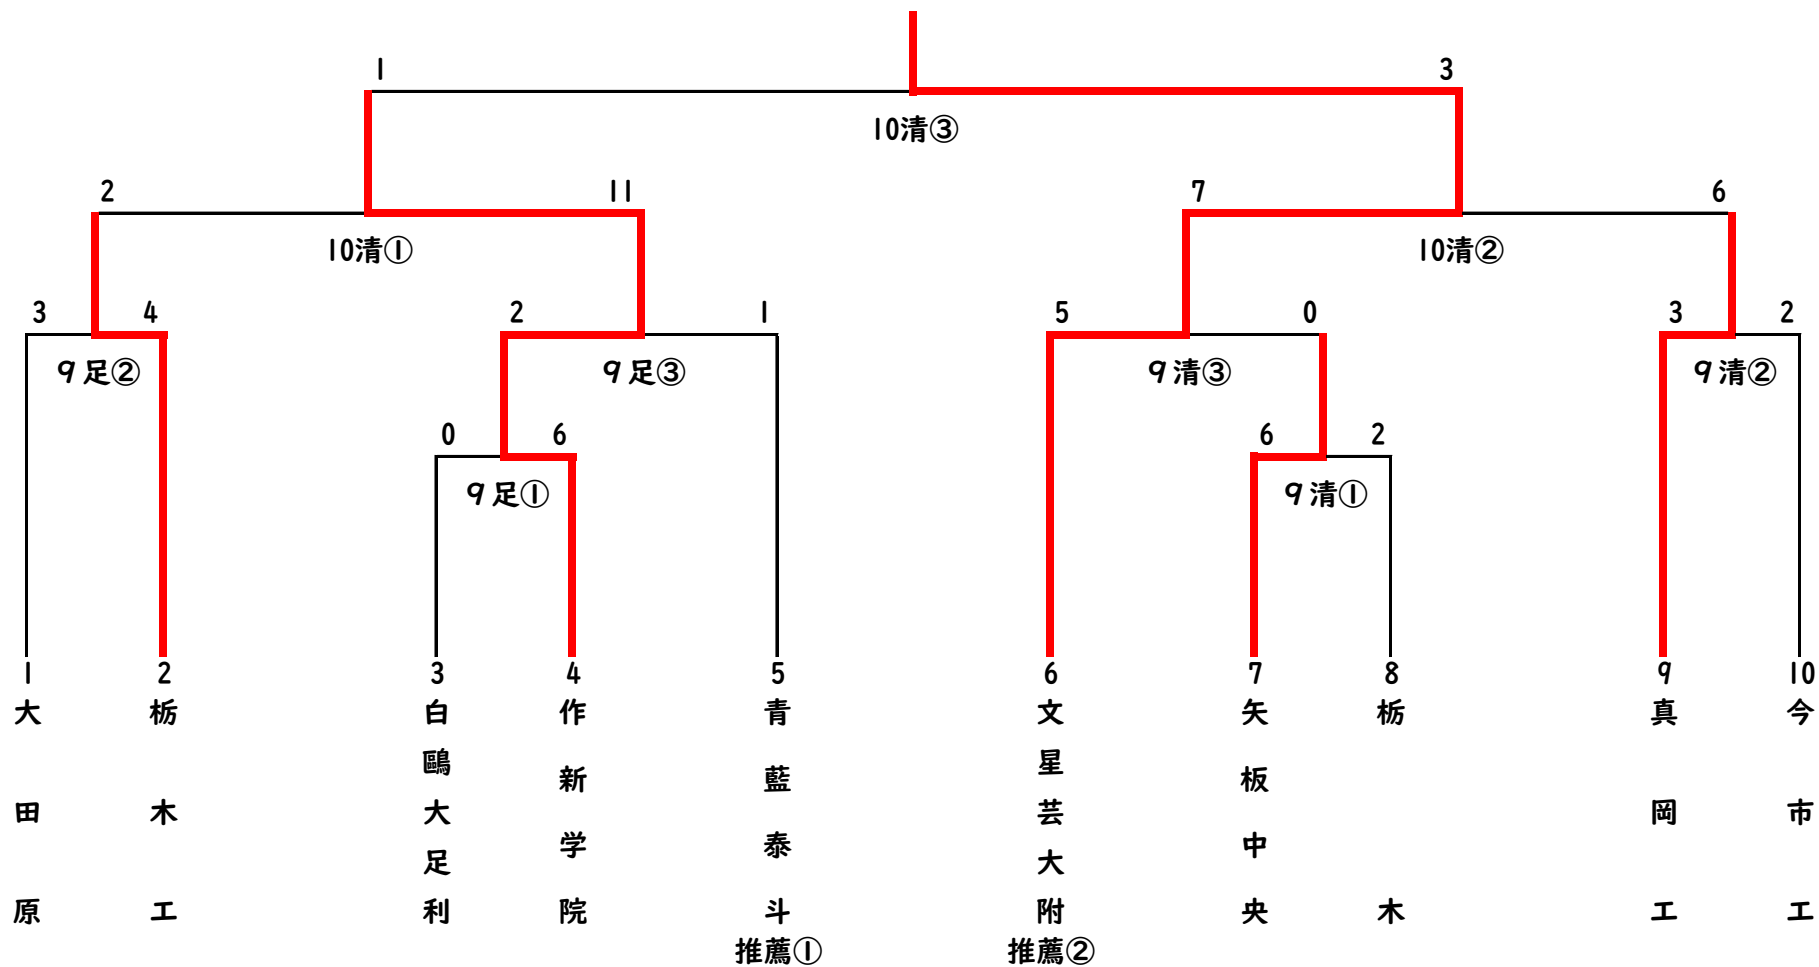 1 3
10清③
2 11 7 6
10清① 10清②
3 4 2 1 5 0 3 2
9足② 9足③ 9清③ 9清②
0 6 6 2
9足① 9清①
1 2 3 4 5 6 7 8 9 10
大田原
栃木工
白鷗大足利
作新学院
青藍泰斗
文星芸大附
矢板中央
栃木
真岡工
今市工
推薦① 推薦②